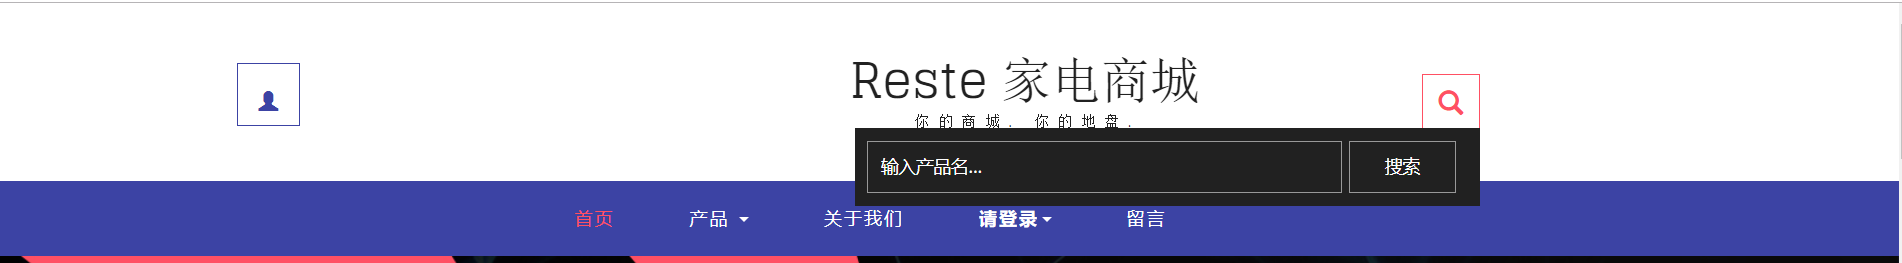 Reste 家电商城
你的商城. 你的地盘.
输入产品名...
搜索
首页
产品
关于我们
请登录
留言